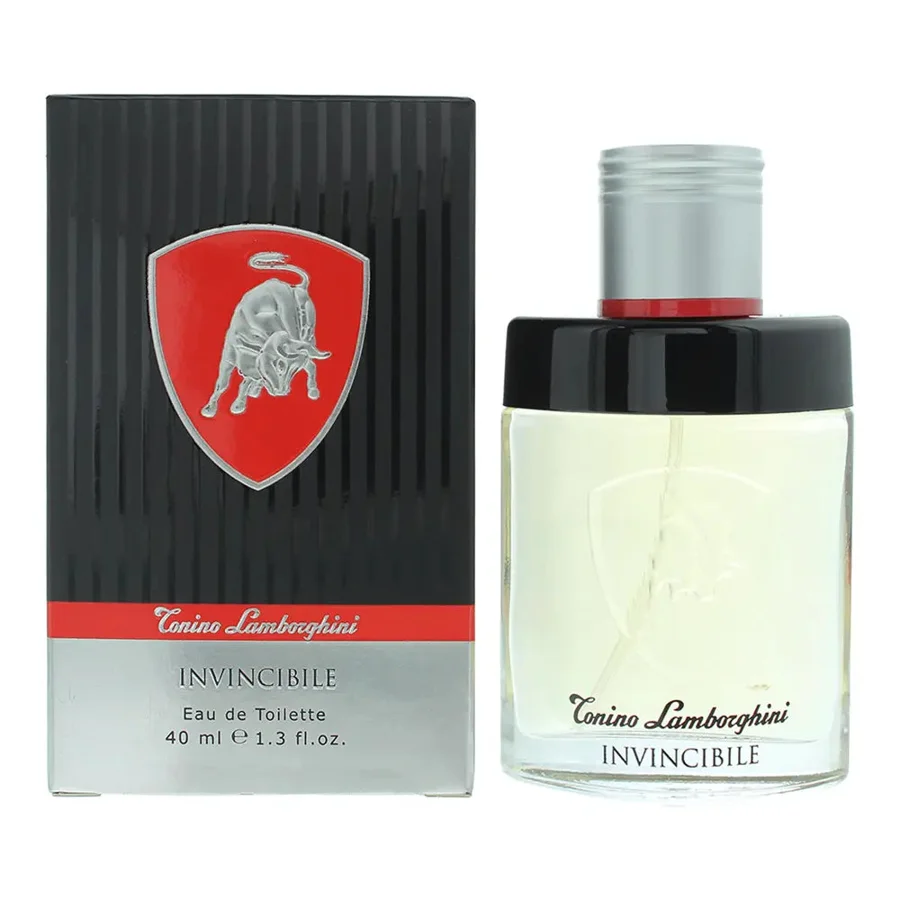 Tonino Lamborghini
INVINCIBILE
Eau de Toilette
40 ml ℮ 1.3 fl.oz.
Tonino Lamborghini
INVINCIBILE